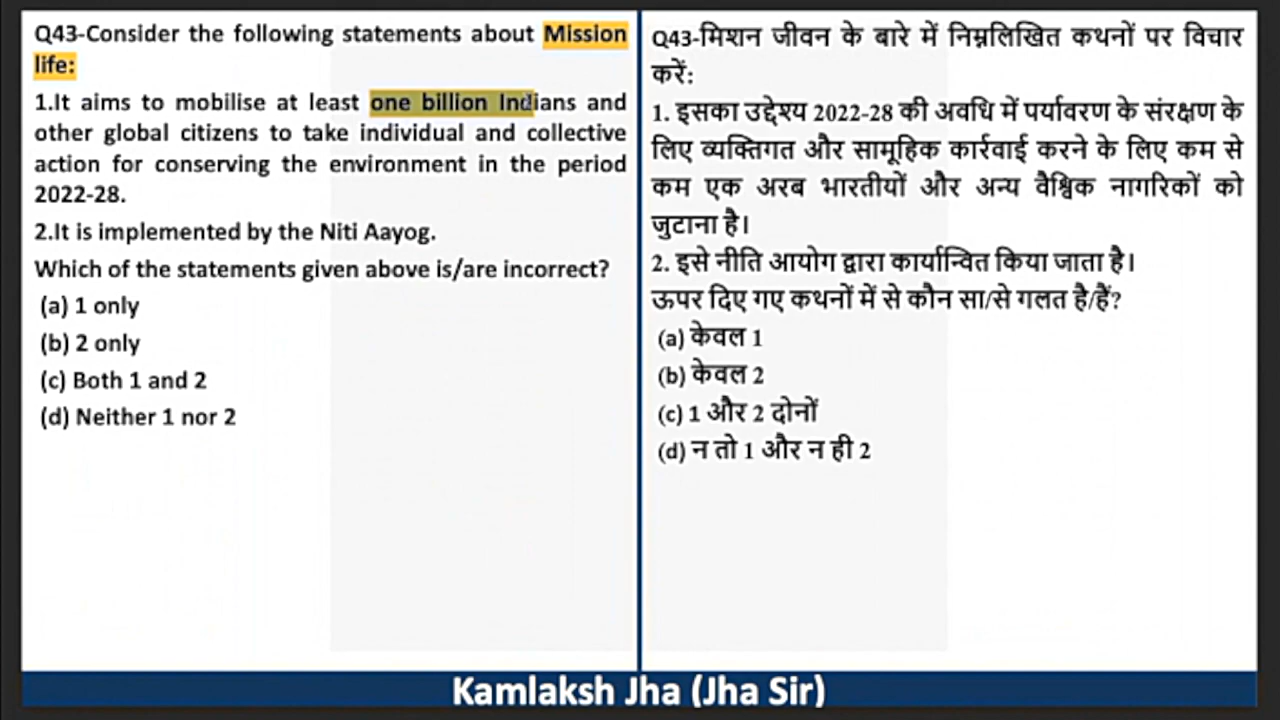 Q43-Consider the following statements about Mission
life:
1.It aims to mobilise at least one billion Indians and
other global citizens to take individual and collective
action for conserving the environment in the period
2022-28.
2.It is implemented by the Niti Aayog.
Which of the statements given above is/are incorrect?
(a) 1 only
(b) 2 only
(c) Both 1 and 2
(d) Neither 1 nor 2
Q43-मिशन जीवन के बारे में निम्नलिखित कथनों पर विचार
करें:
1. इसका उद्देश्य 2022-28 की अवधि में पर्यावरण के संरक्षण के
लिए व्यक्तिगत और सामूहिक कार्रवाई करने के लिए कम से
कम एक अरब भारतीयों और अन्य वैश्विक नागरिकों को
जुटाना है।
2. इसे नीति आयोग द्वारा कार्यान्वित किया जाता है।
ऊपर दिए गए कथनों में से कौन सा/से गलत है/हैं?
(a) केवल 1
(b) केवल 2
(c) 1 और 2 दोनों
(d) न तो 1 और न ही 2
Kamlaksh Jha (Jha Sir)